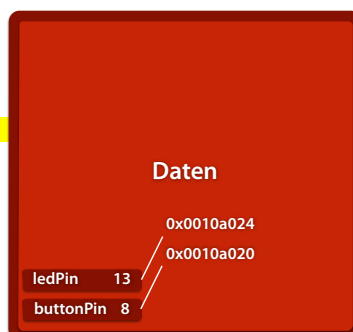 Daten
0x0010a024
0x0010a020
ledPin 13
buttonPin 8